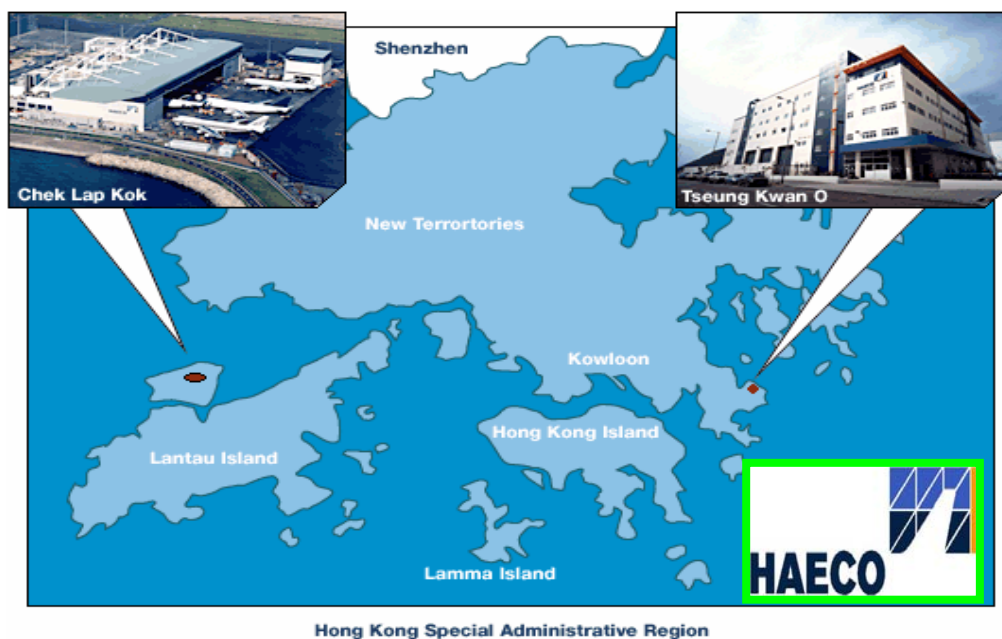 Shenzhen
Chek Lap Kok
Tseung Kwan O
New Terrortories
Kowloon
Hong Kong Island
Lantau Island
Lamma Island
HAECO
Hong Kong Special Administrative Region